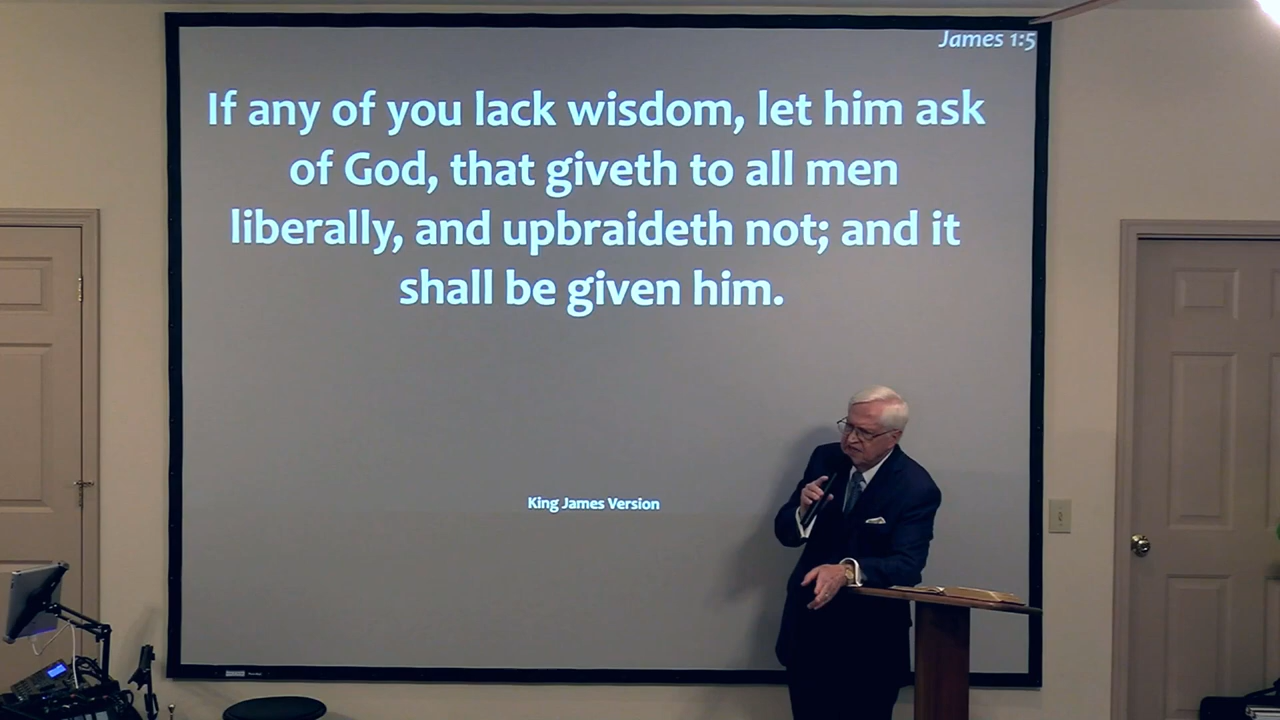 James 1:5
If any of you lack wisdom, let him ask
of God, that giveth to all men
liberally, and upbraideth not; and it
shall be given him.
King James Version